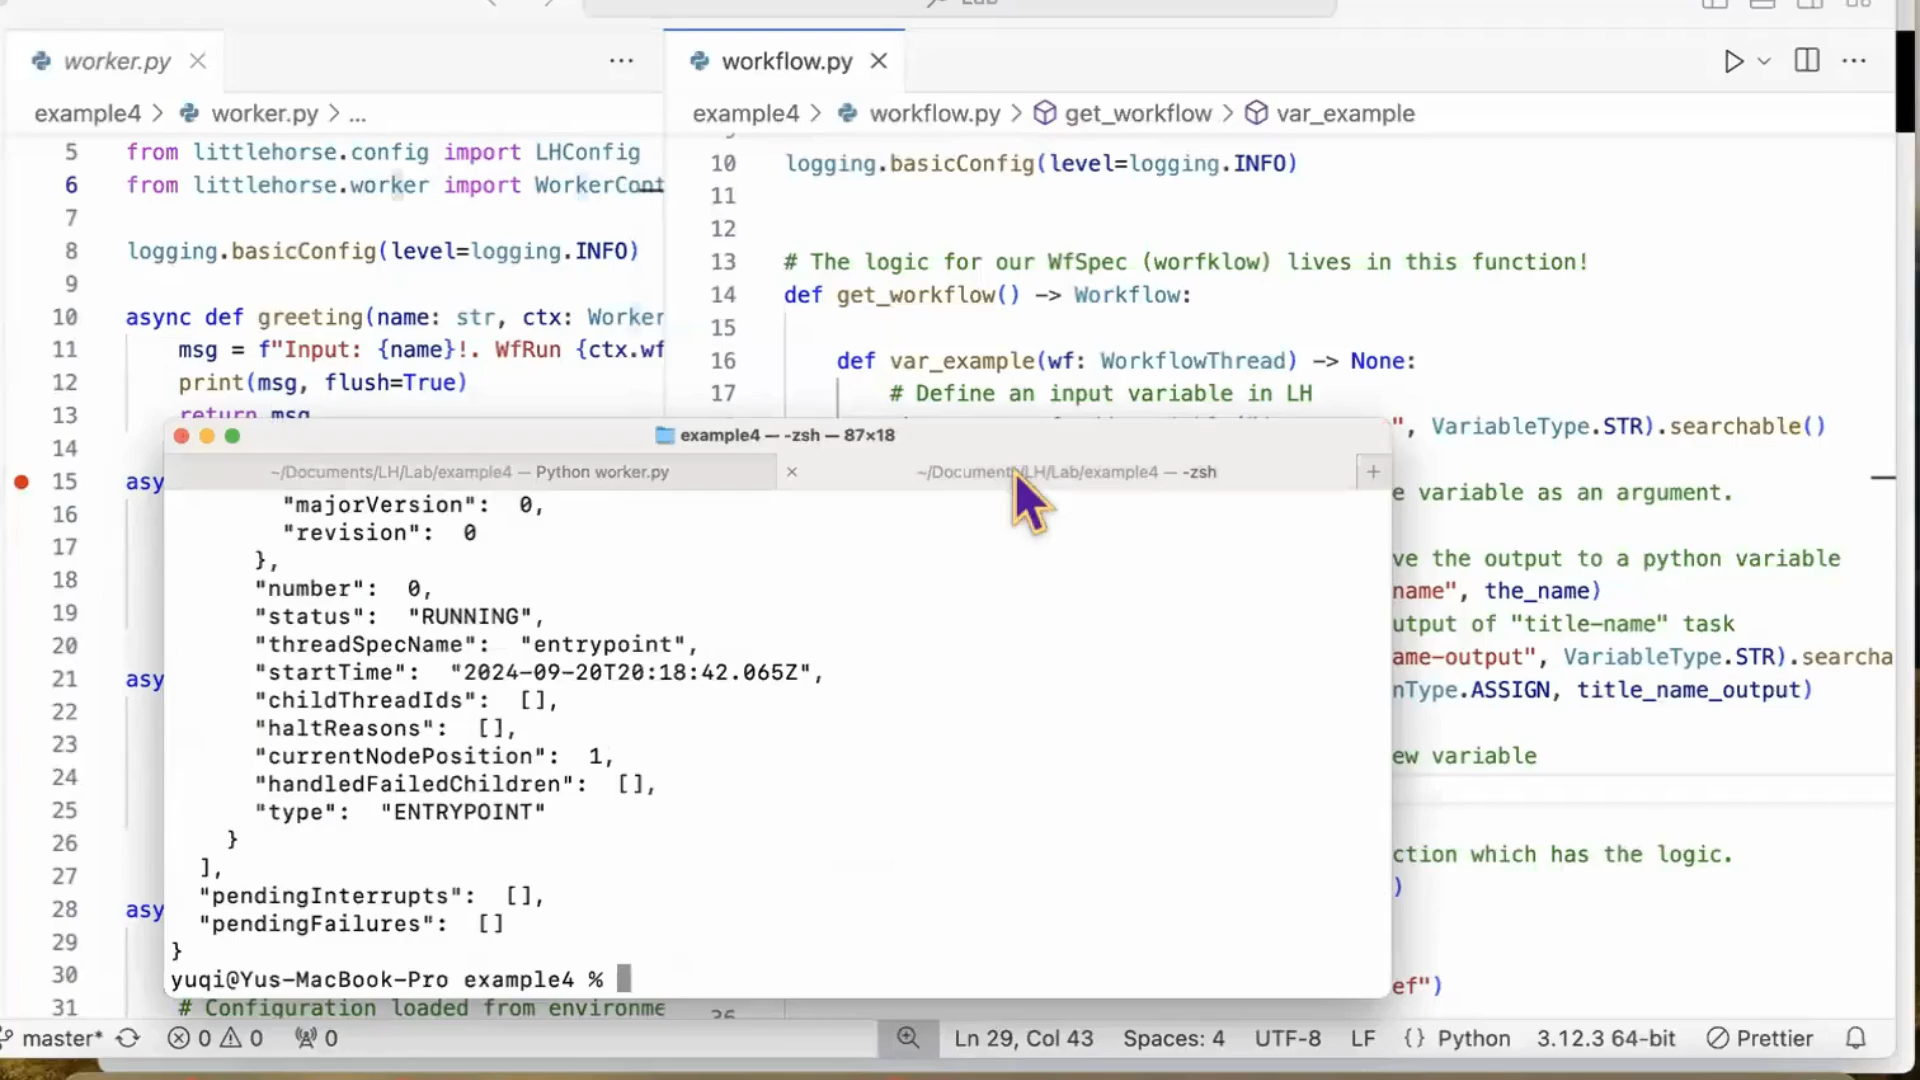 Lab
worker.py
workflow.py
example4 > worker.py > ...
example4 > workflow.py > get_workflow > var_example
5 from littlehorse.config import LHConfig
6 from littlehorse.worker import WorkerCont
7
8 logging.basicConfig(level=logging.INFO)
9
10 async def greeting(name: str, ctx: Worker
11 msg = f"Input: {name}!. WfRun {ctx.wf
12 print(msg, flush=True)
13 return msg
14
15 asy
16
17
18
19
20
21 asy
22
23
24
25
26
27
28 asy
29
30
31 # Configuration loaded from environme
10 logging.basicConfig(level=logging.INFO)
11
12
13 # The logic for our WfSpec (worfklow) lives in this function!
14 def get_workflow() -> Workflow:
15
16 def var_example(wf: WorkflowThread) -> None:
17 # Define an input variable in LH
", VariableType.STR).searchable()
e variable as an argument.
ve the output to a python variable
name", the_name)
utput of "title-name" task
ame-output", VariableType.STR).searcha
nType.ASSIGN, title_name_output)
ew variable
ction which has the logic.
)
ef")
example4 — -zsh — 87×18
~/Documents/LH/Lab/example4 — Python worker.py
~/Documents/LH/Lab/example4 — -zsh
"majorVersion": 0,
"revision": 0
},
"number": 0,
"status": "RUNNING",
"threadSpecName": "entrypoint",
"startTime": "2024-09-20T20:18:42.065Z",
"childThreadIds": [],
"haltReasons": [],
"currentNodePosition": 1,
"handledFailedChildren": [],
"type": "ENTRYPOINT"
}
],
"pendingInterrupts": [],
"pendingFailures": []
}
yuqi@Yus-MacBook-Pro example4 %
master* 0 0 0 Ln 29, Col 43 Spaces: 4 UTF-8 LF {} Python 3.12.3 64-bit Prettier